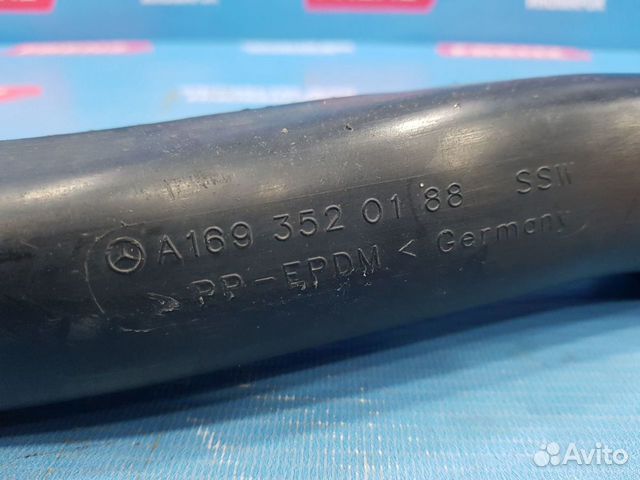 A169 352 01 88 SSW
> PP-EPDM < Germany
Avito